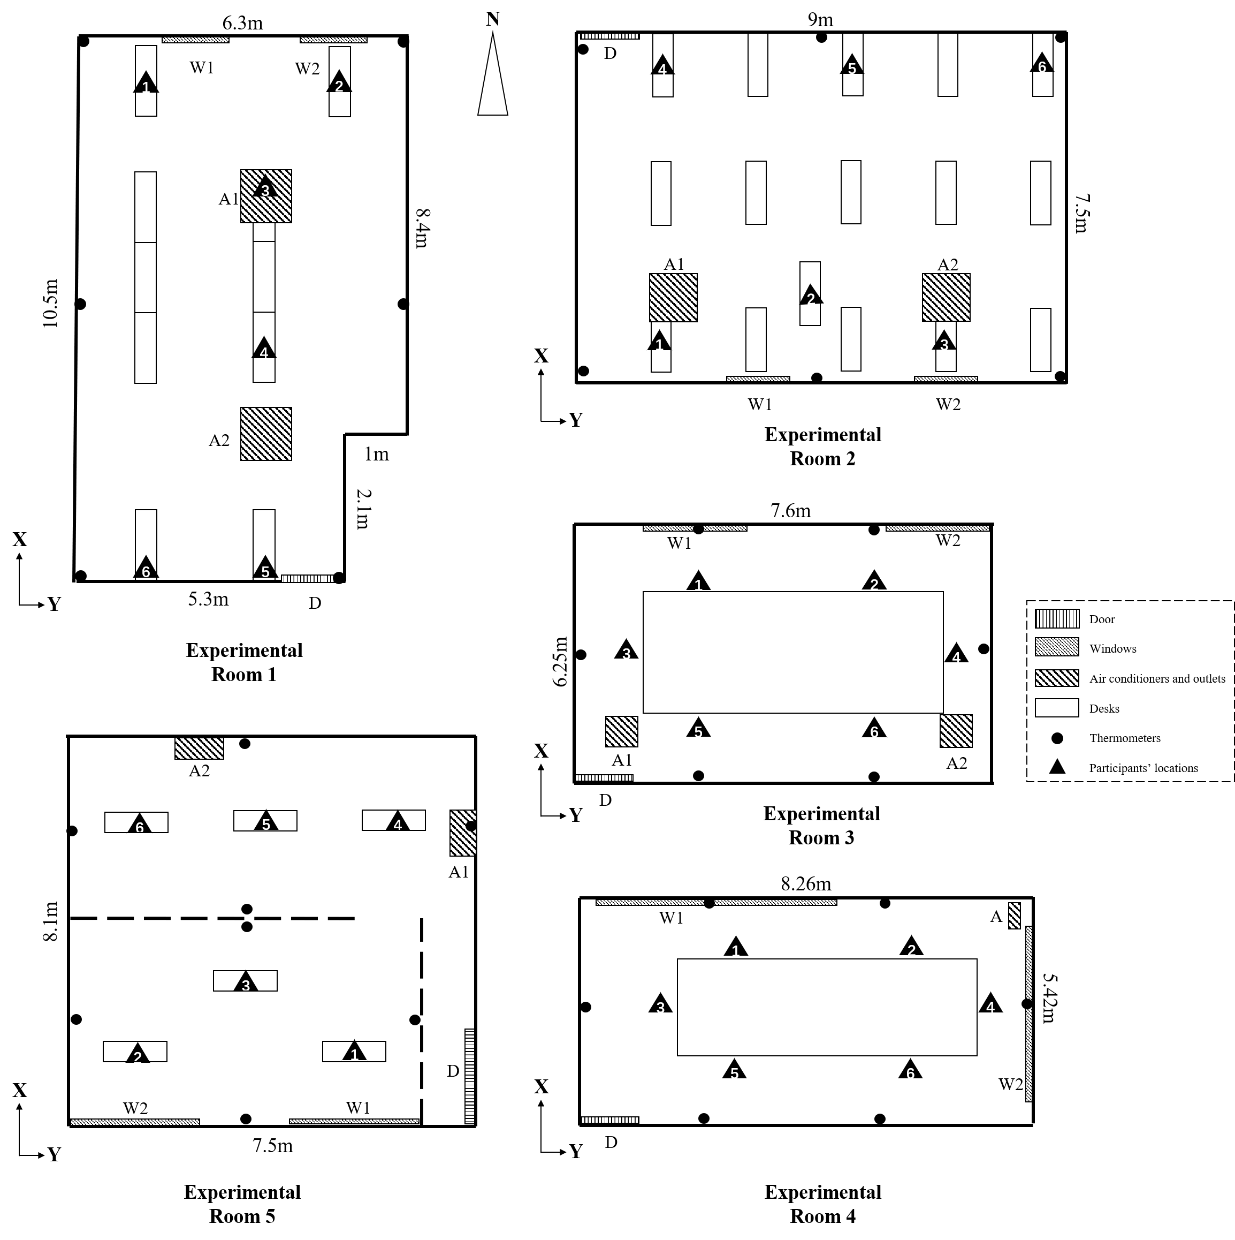 6.3m
W1
W2
1
2
A1
3
8.4m
10.5m
4
A2
1m
2.1m
6
5
5.3m
D
X
Y
Experimental
Room 1
N
9m
D
4
5
6
7.5m
A1
A2
2
1
3
W1
W2
X
Y
Experimental
Room 2
7.6m
W1
W2
1
2
3
4
6.25m
5
6
A1
A2
D
X
Y
Experimental
Room 3
Door
Windows
Air conditioners and outlets
Desks
Thermometers
Participants' locations
A2
6
5
4
A1
8.1m
3
2
1
D
W2
W1
7.5m
X
Y
Experimental
Room 5
8.26m
W1
A
1
2
3
4
5.42m
5
6
W2
D
X
Y
Experimental
Room 4